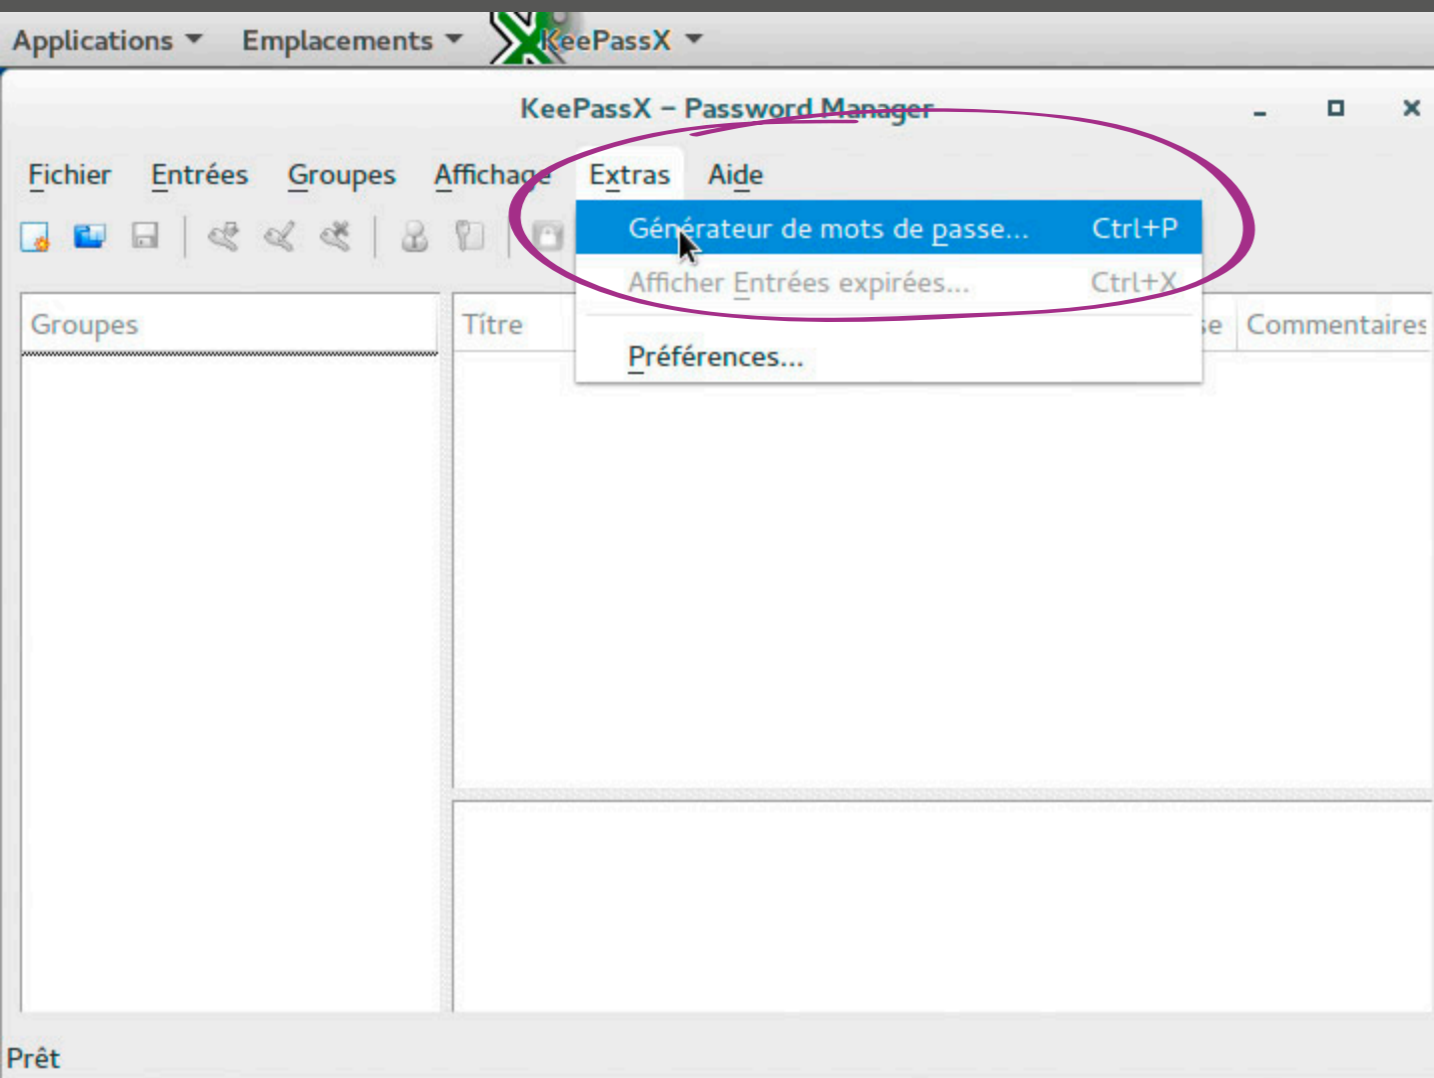 Applications Emplacements KeePassX
KeePassX – Password Manager
Fichier Entrées Groupes Affichage Extras Aide
Générateur de mots de passe... Ctrl+P
Afficher Entrées expirées... Ctrl+X
Groupes Títre Commentaires
Préférences...
Prêt